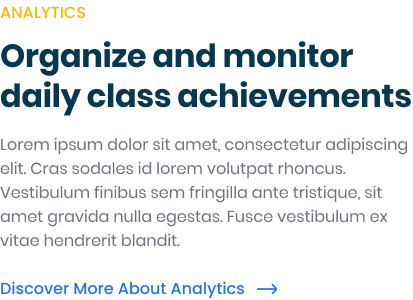 ANALYTICS
Organize and monitor
daily class achievements
Lorem ipsum dolor sit amet, consectetur adipiscing
elit. Cras sodales id lorem volutpat rhoncus.
Vestibulum finibus sem fringilla ante tristique, sit
amet gravida nulla egestas. Fusce vestibulum ex
vitae hendrerit blandit.
Discover More About Analytics